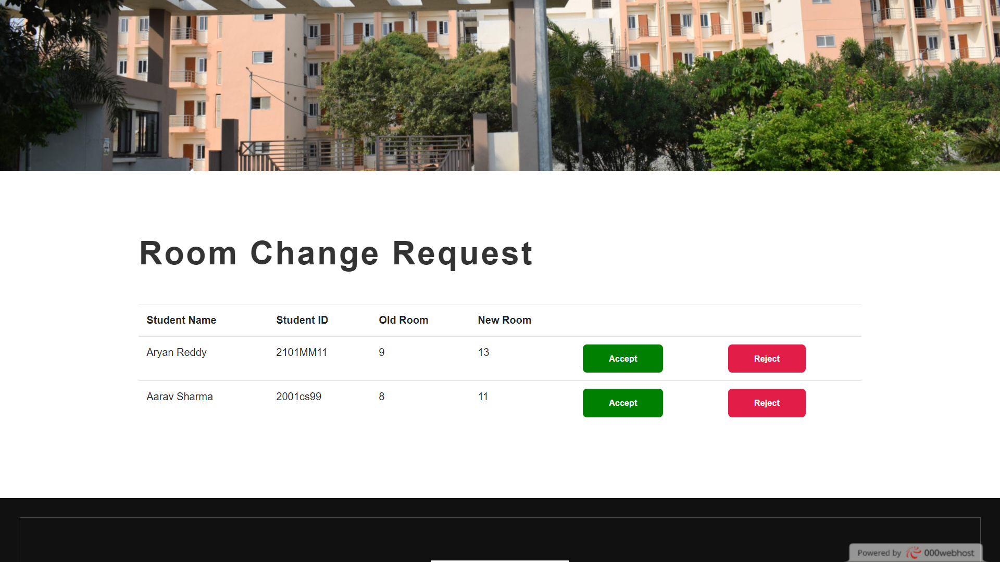 Room Change Request
Student Name Student ID Old Room New Room
Aryan Reddy 2101MM11 9 13 Accept Reject
Aarav Sharma 2001cs99 8 11 Accept Reject
Powered by 000webhost